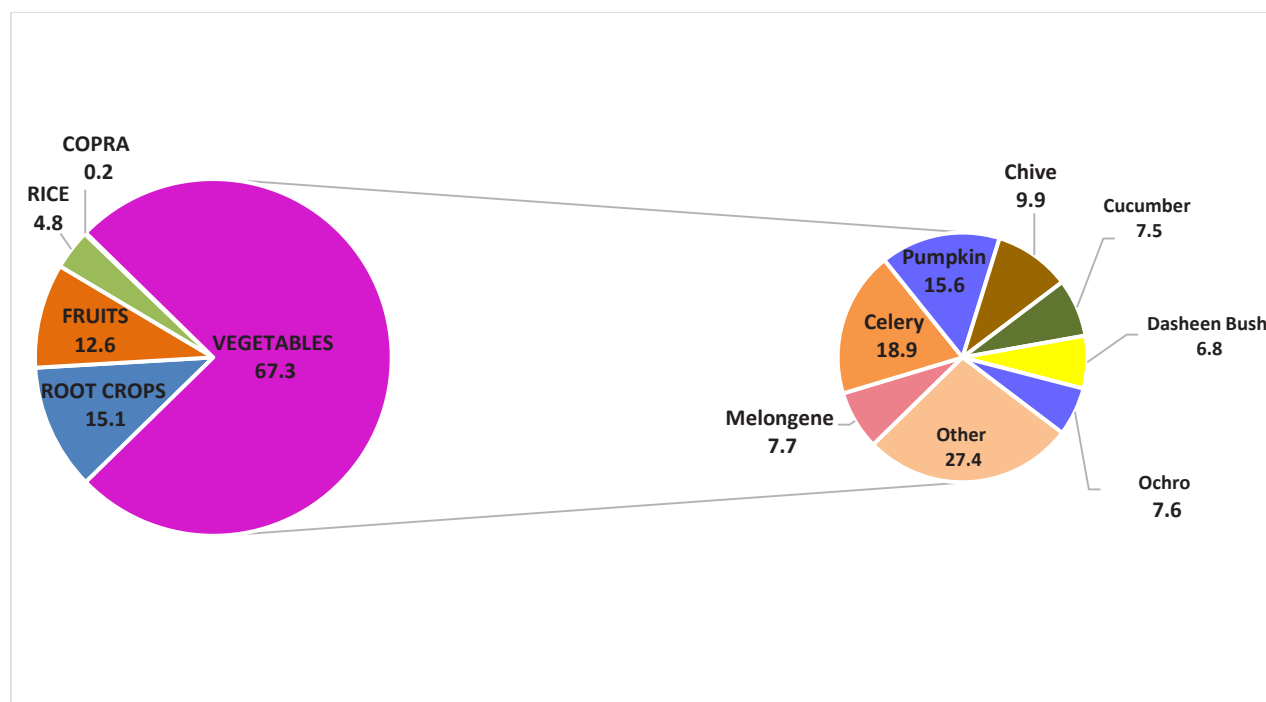 COPRA
0.2
RICE
4.8
FRUITS
12.6
ROOT CROPS
15.1
VEGETABLES
67.3
Chive
9.9
Cucumber
7.5
Pumpkin
15.6
Dasheen Bush
6.8
Celery
18.9
Melongene
7.7
Other
27.4
Ochro
7.6